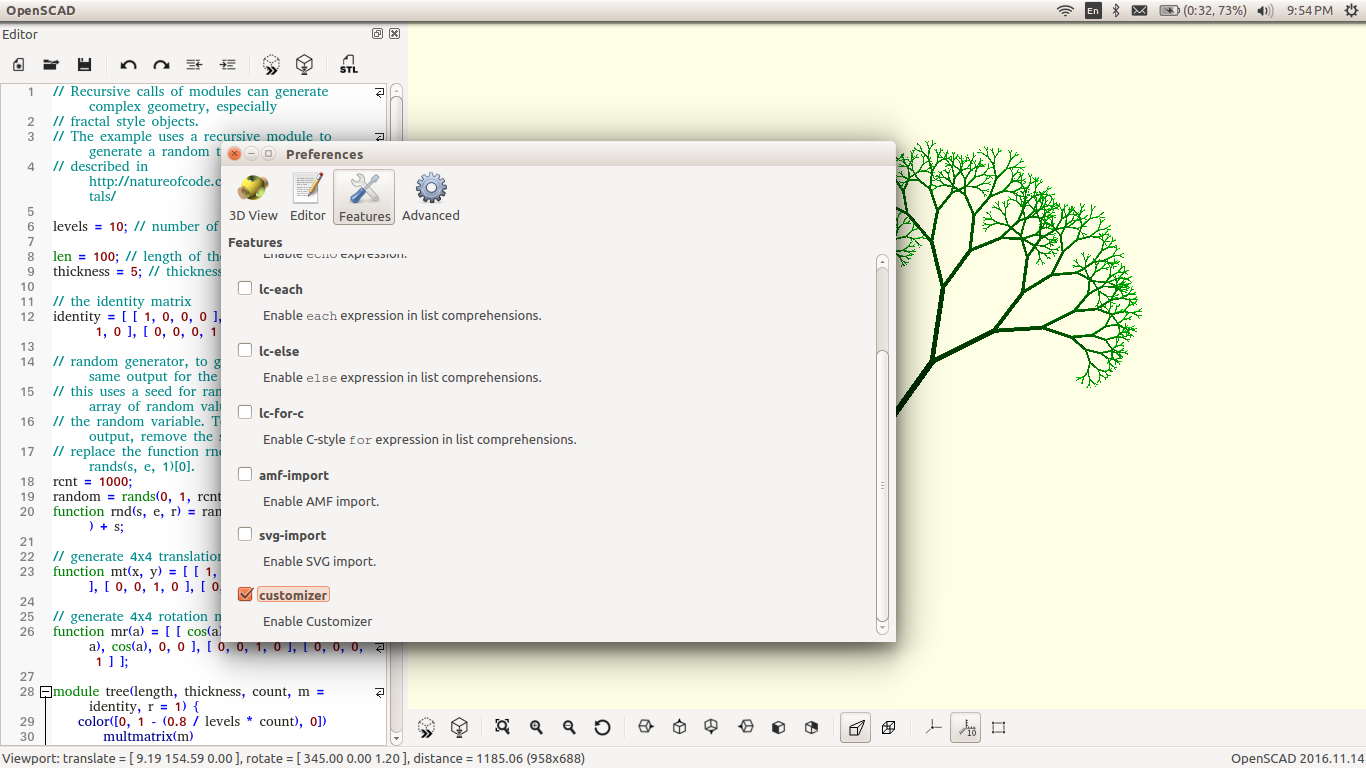 OpenSCAD
En
(0:32, 73%)
9:54 PM
Editor
STL
1 // Recursive calls of modules can generate
complex geometry, especially
2 // fractal style objects.
3 // The example uses a recursive module to
generate a random t
4 // described in
http://natureofcode.c
tals/
5
6 levels = 10; // number of
7
8 len = 100; // length of the
9 thickness = 5; // thickness
10
11 // the identity matrix
12 identity = [ [ 1, 0, 0, 0 ],
1, 0 ], [ 0, 0, 0, 1
13
14 // random generator, to g
same output for the
15 // this uses a seed for ran
array of random valu
16 // the random variable. T
output, remove the s
17 // replace the function rnd
rands(s, e, 1)[0].
18 rcnt = 1000;
19 random = rands(0, 1, rcnt
20 function rnd(s, e, r) = ran
) + s;
21
22 // generate 4x4 translation
23 function mt(x, y) = [ [ 1,
], [ 0, 0, 1, 0 ], [ 0,
24
25 // generate 4x4 rotation m
26 function mr(a) = [ [ cos(a)
a), cos(a), 0, 0 ], [ 0, 0, 1, 0 ], [ 0, 0, 0,
1 ] ];
27
28 module tree(length, thickness, count, m =
identity, r = 1) {
29 color([0, 1 - (0.8 / levels * count), 0])
30 multmatrix(m)
Preferences
3D View
Editor
Features
Advanced
Features
Enable echo expression.
lc-each
Enable each expression in list comprehensions.
lc-else
Enable else expression in list comprehensions.
lc-for-c
Enable C-style for expression in list comprehensions.
amf-import
Enable AMF import.
svg-import
Enable SVG import.
customizer
Enable Customizer
10
Viewport: translate = [ 9.19 154.59 0.00 ], rotate = [ 345.00 0.00 1.20 ], distance = 1185.06 (958x688)
OpenSCAD 2016.11.14